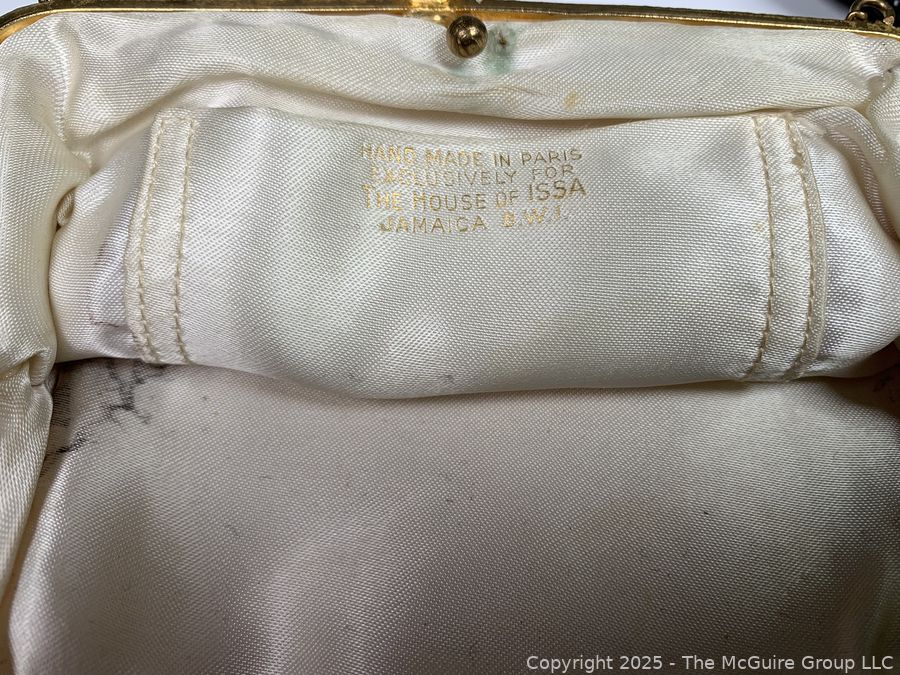 HAND MADE IN PARIS
EXCLUSIVELY FOR
THE HOUSE OF ISSA
JAMAICA B.W.I.
Copyright 2025 - The McGuire Group LLC